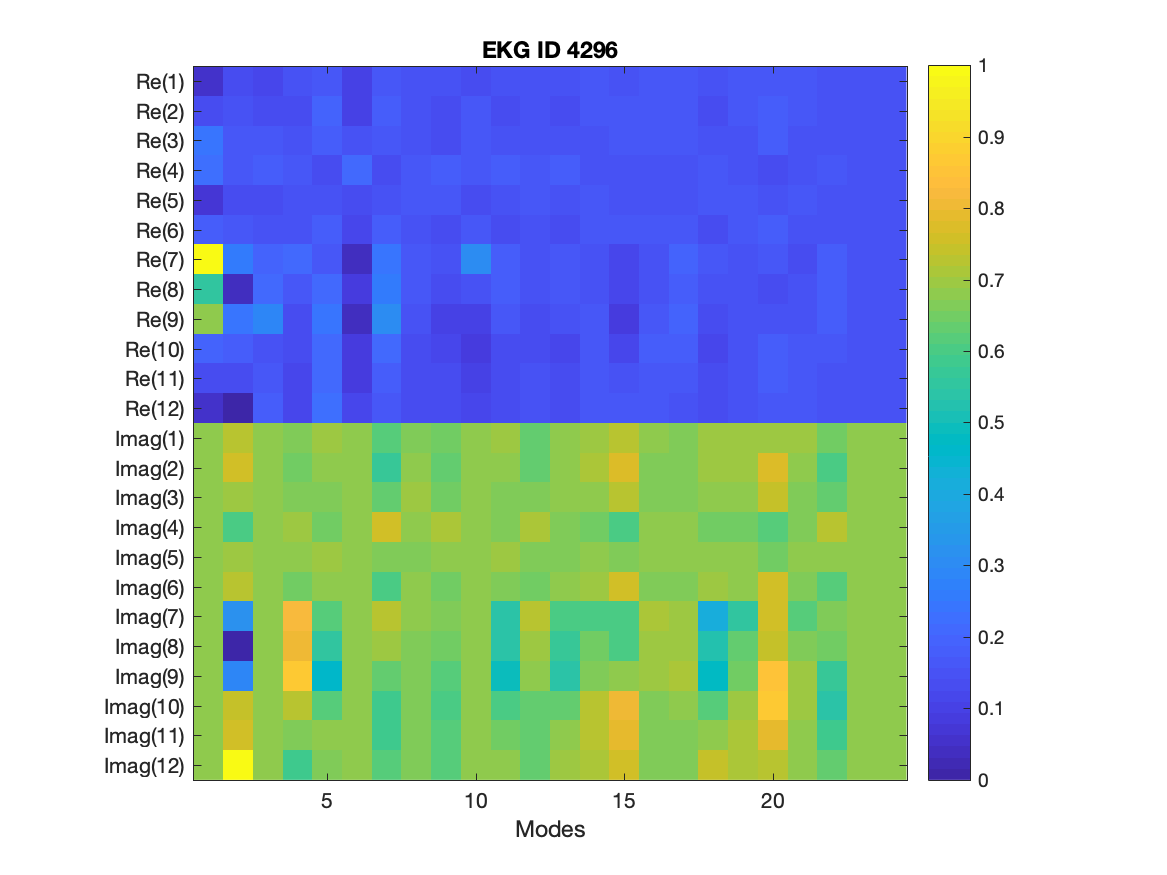 EKG ID 4296
Re(1)
Re(2)
Re(3)
Re(4)
Re(5)
Re(6)
Re(7)
Re(8)
Re(9)
Re(10)
Re(11)
Re(12)
Imag(1)
Imag(2)
Imag(3)
Imag(4)
Imag(5)
Imag(6)
Imag(7)
Imag(8)
Imag(9)
Imag(10)
Imag(11)
Imag(12)
5 10 15 20
Modes
1
0.9
0.8
0.7
0.6
0.5
0.4
0.3
0.2
0.1
0